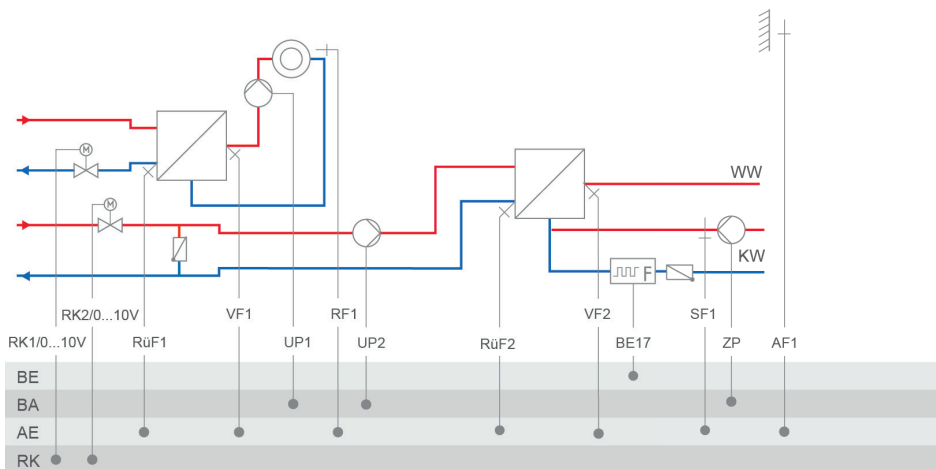 M
WW
M
F
KW
RK2/0...10V VF1 RF1 VF2 SF1
RK1/0...10V RüF1 UP1 UP2 RüF2 BE17 ZP AF1
BE
BA
AE
RK